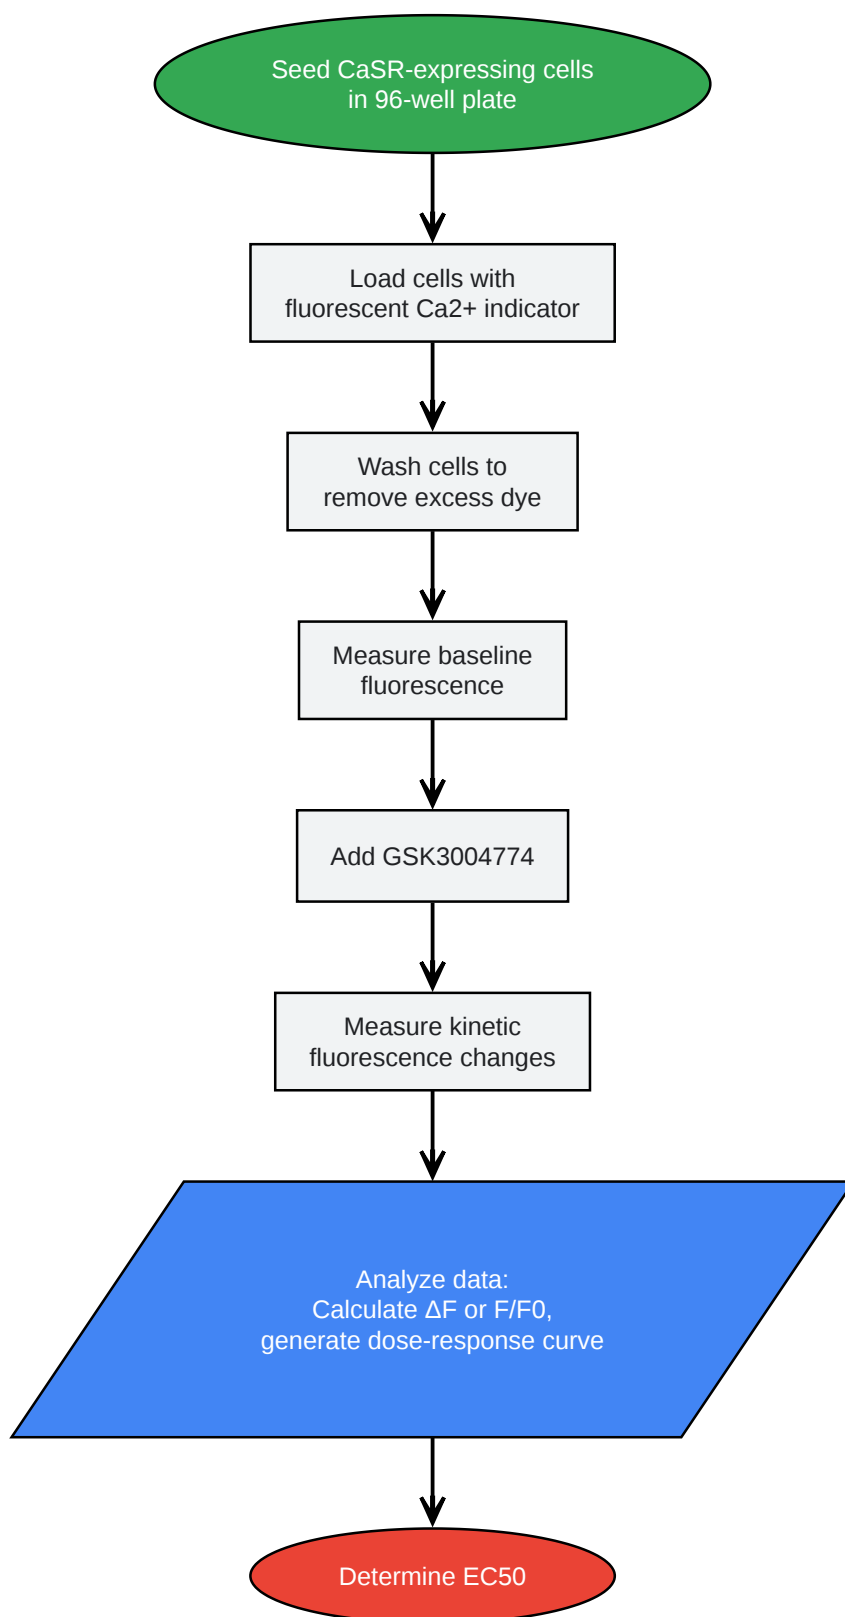 Seed CaSR-expressing cells
in 96-well plate
Load cells with
fluorescent Ca2+ indicator
Wash cells to
remove excess dye
Measure baseline
fluorescence
Add GSK3004774
Measure kinetic
fluorescence changes
Analyze data:
Calculate ΔF or F/F0,
generate dose-response curve
Determine EC50